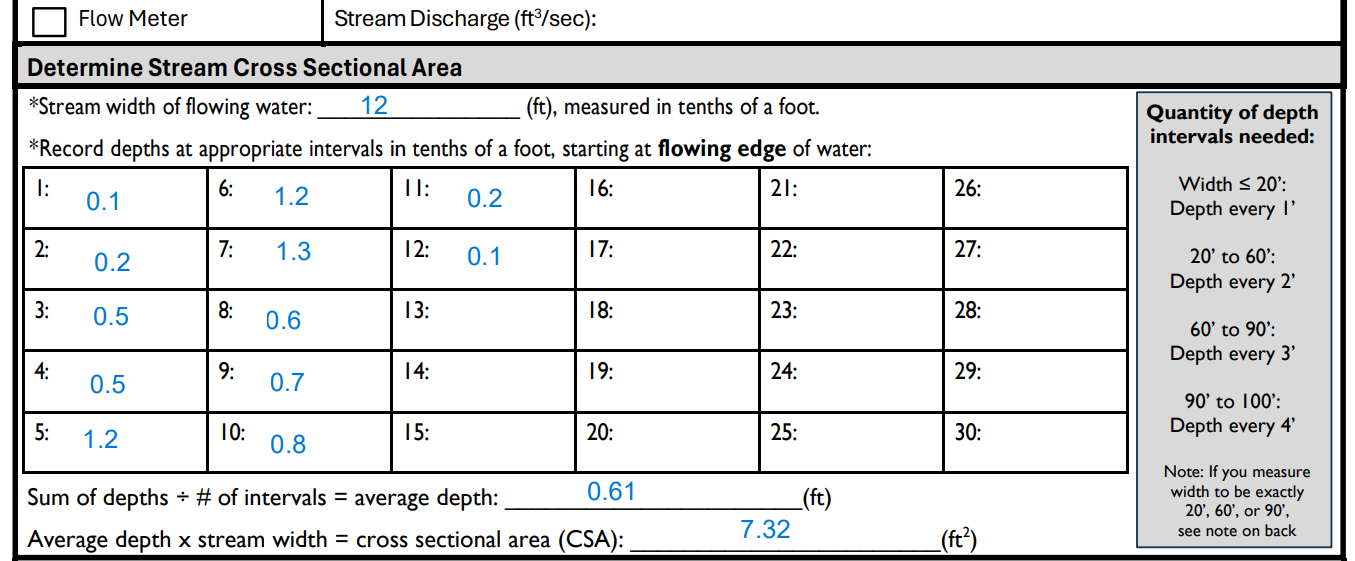 Flow Meter
Stream Discharge (ft³/sec):
Determine Stream Cross Sectional Area
*Stream width of flowing water: 12 (ft), measured in tenths of a foot.
*Record depths at appropriate intervals in tenths of a foot, starting at flowing edge of water:
1: 0.1 6: 1.2 11: 0.2 16: 21: 26:
2: 0.2 7: 1.3 12: 0.1 17: 22: 27:
3: 0.5 8: 0.6 13: 18: 23: 28:
4: 0.5 9: 0.7 14: 19: 24: 29:
5: 1.2 10: 0.8 15: 20: 25: 30:
Sum of depths ÷ # of intervals = average depth: 0.61 (ft)
Average depth x stream width = cross sectional area (CSA): 7.32 (ft²)
Quantity of depth
intervals needed:
Width ≤ 20’:
Depth every 1’
20’ to 60’:
Depth every 2’
60’ to 90’:
Depth every 3’
90’ to 100’:
Depth every 4’
Note: If you measure
width to be exactly
20’, 60’, or 90’,
see note on back